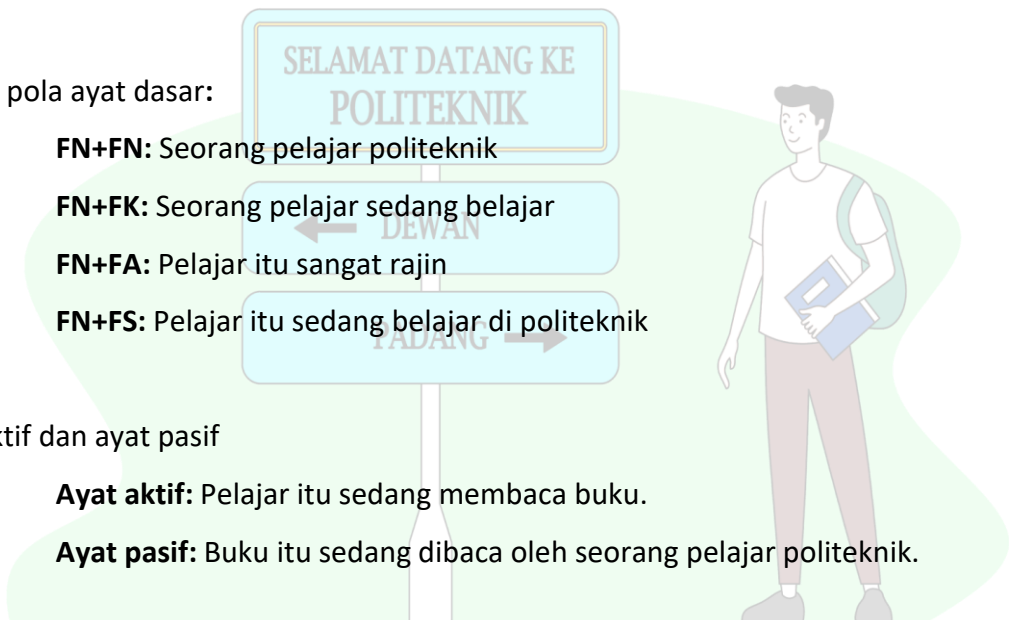 SELAMAT DATANG KE
POLITEKNIK
pola ayat dasar:
FN+FN: Seorang pelajar politeknik
FN+FK: Seorang pelajar sedang belajar
DEWAN
FN+FA: Pelajar itu sangat rajin
FN+FS: Pelajar itu sedang belajar di politeknik
PADANG
dan ayat pasif
Ayat aktif: Pelajar itu sedang membaca buku.
Ayat pasif: Buku itu sedang dibaca oleh seorang pelajar politeknik.